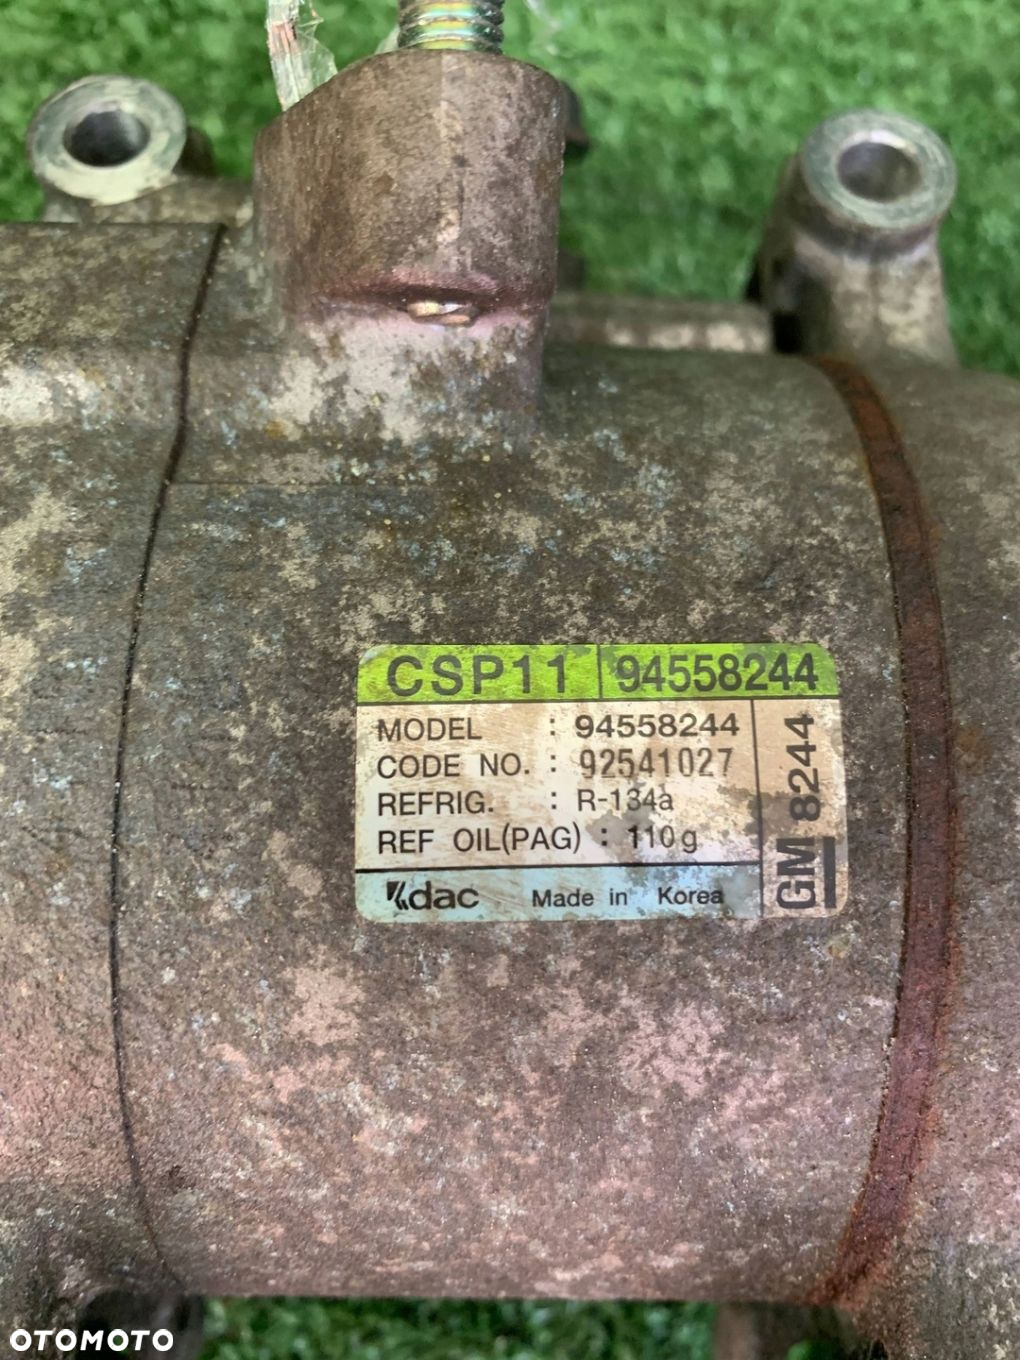 CSP11 94558244
MODEL : 94558244
CODE NO. : 92541027
REFRIG. : R-134a
REF OIL(PAG) : 110g
GM 8244
dac Made in Korea
OTOMOTO